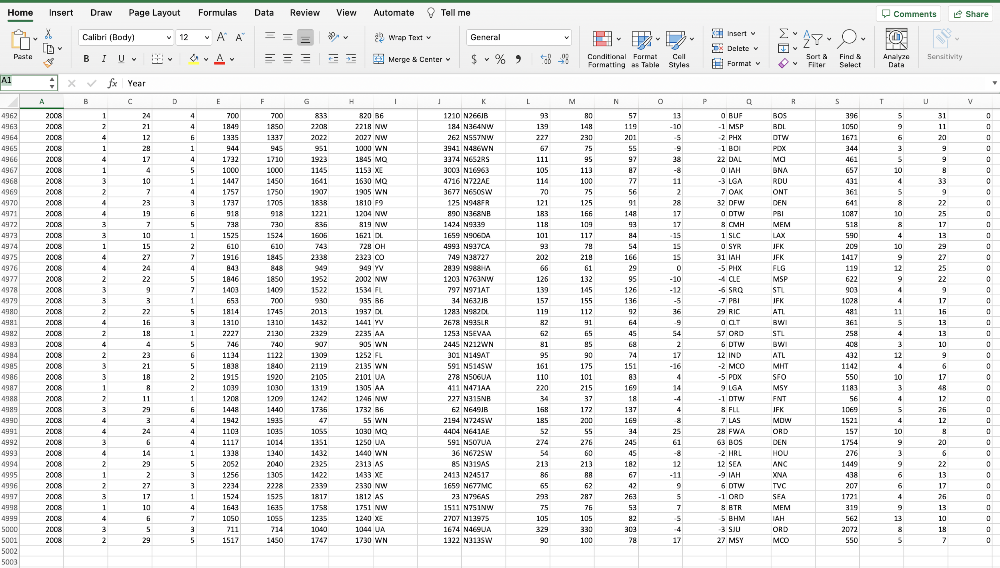 Home Insert Draw Page Layout Formulas Data Review View Automate Tell me Comments Share
Calibri (Body) 12 Wrap Text General Insert
Delete
Paste Conditional Format Cell Sort & Find & Analyze Sensitivity
B I U Merge & Center $ % Formatting as Table Styles Format Filter Select Data
A1 fx Year
A B C D E F G H I J K L M N O P Q R S T U V
4962 2008 1 24 4 700 700 833 820 B6 1210 N266JB 93 80 57 13 0 BUF BOS 396 5 31 0
4963 2008 2 21 4 1849 1850 2208 2218 NW 184 N364NW 139 148 119 -10 -1 MSP BDL 1050 9 11 0
4964 2008 4 12 6 1335 1337 2022 2027 NW 262 N557NW 227 230 201 -5 -2 PHX DTW 1671 6 20 0
4965 2008 1 28 1 944 945 951 1000 WN 3941 N486WN 67 75 55 -9 -1 BOI PDX 344 3 9 0
4966 2008 4 17 4 1732 1710 1923 1845 MQ 3374 N652RS 111 95 97 38 22 DAL MCI 461 5 9 0
4967 2008 1 4 5 1000 1000 1145 1153 XE 3003 N16963 105 113 87 -8 0 IAH BNA 657 10 8 0
4968 2008 3 10 1 1447 1450 1641 1630 MQ 4716 N722AE 114 100 77 11 -3 LGA RDU 431 4 33 0
4969 2008 2 7 4 1757 1750 1907 1905 WN 3677 N650SW 70 75 56 2 7 OAK ONT 361 5 9 0
4970 2008 4 23 3 1737 1705 1838 1810 F9 125 N948FR 121 125 91 28 32 DFW DEN 641 8 22 0
4971 2008 4 19 6 918 918 1221 1204 NW 890 N368NB 183 166 148 17 0 DTW PBI 1087 10 25 0
4972 2008 3 7 5 738 730 836 819 NW 1424 N9339 118 109 93 17 8 CMH MEM 518 8 17 0
4973 2008 3 10 1 1525 1524 1606 1621 DL 1659 N906DA 101 117 84 -15 1 SLC LAX 590 4 13 0
4974 2008 1 15 2 610 610 743 728 OH 4993 N937CA 93 78 54 15 0 SYR JFK 209 10 29 0
4975 2008 4 27 7 1916 1845 2338 2323 CO 749 N38727 202 218 166 15 31 IAH JFK 1417 9 27 0
4976 2008 4 24 4 843 848 949 949 YV 2839 N988HA 66 61 29 0 -5 PHX FLG 119 12 25 0
4977 2008 2 22 5 1846 1850 1952 2002 NW 1203 N763NW 126 132 95 -10 -4 CLE MSP 622 9 22 0
4978 2008 3 9 7 1403 1409 1522 1534 FL 797 N971AT 139 145 126 -12 -6 SRQ STL 903 4 9 0
4979 2008 3 3 1 653 700 930 935 B6 34 N632JB 157 155 136 -5 -7 PBI JFK 1028 4 17 0
4980 2008 2 22 5 1814 1745 2013 1937 DL 1283 N982DL 119 112 92 36 29 RIC ATL 481 11 16 0
4981 2008 4 16 3 1310 1310 1432 1441 YV 2678 N935LR 82 91 64 -9 0 CLT BWI 361 5 13 0
4982 2008 2 18 1 2227 2130 2329 2235 AA 1253 N5EVAA 62 65 45 54 57 ORD STL 258 4 13 0
4983 2008 4 4 5 746 740 907 905 WN 2445 N212WN 81 85 68 2 6 DTW BWI 408 3 10 0
4984 2008 2 23 6 1134 1122 1309 1252 FL 301 N149AT 95 90 74 17 12 IND ATL 432 12 9 0
4985 2008 3 21 5 1838 1840 2119 2135 WN 591 N514SW 161 175 151 -16 -2 MCO MHT 1142 4 6 0
4986 2008 3 18 2 1915 1920 2105 2101 UA 278 N506UA 110 101 83 4 -5 PDX SFO 550 10 17 0
4987 2008 1 8 2 1039 1030 1319 1305 AA 411 N471AA 220 215 169 14 9 LGA MSY 1183 3 48 0
4988 2008 2 11 1 1208 1209 1242 1246 NW 227 N315NB 34 37 18 -4 -1 DTW FNT 56 4 12 0
4989 2008 3 29 6 1448 1440 1736 1732 B6 62 N649JB 168 172 137 4 8 FLL JFK 1069 5 26 0
4990 2008 4 3 4 1942 1935 47 55 WN 2194 N724SW 185 200 169 -8 7 LAS MDW 1521 4 12 0
4991 2008 4 24 4 1103 1035 1055 1030 MQ 4404 N641AE 52 55 34 25 28 FWA ORD 157 10 8 0
4992 2008 3 6 4 1117 1014 1351 1250 UA 591 N507UA 274 276 245 61 63 BOS DEN 1754 9 20 0
4993 2008 4 14 1 1338 1340 1432 1440 WN 36 N672SW 54 60 45 -8 -2 HRL HOU 276 3 6 0
4994 2008 2 29 5 2052 2040 2325 2313 AS 85 N319AS 213 213 182 12 12 SEA ANC 1449 9 22 0
4995 2008 1 2 3 1256 1305 1422 1433 XE 2413 N24517 86 88 67 -11 -9 IAH XNA 438 6 13 0
4996 2008 2 27 3 2234 2228 2339 2330 NW 1659 N677MC 65 62 42 9 6 DTW TVC 207 6 17 0
4997 2008 3 17 1 1524 1525 1817 1812 AS 23 N796AS 293 287 263 5 -1 ORD SEA 1721 4 26 0
4998 2008 1 10 4 1643 1635 1758 1751 NW 1511 N751NW 75 76 53 7 8 BTR MEM 319 9 13 0
4999 2008 4 6 7 1050 1055 1235 1240 XE 2707 N13975 105 105 82 -5 -5 BHM IAH 562 13 10 0
5000 2008 3 5 3 711 714 1040 1044 UA 1674 N469UA 329 330 303 -4 -3 SJU ORD 2072 8 18 0
5001 2008 2 29 5 1517 1450 1747 1730 WN 1322 N313SW 90 100 78 17 27 MSY MCO 550 5 7 0
5002
5003